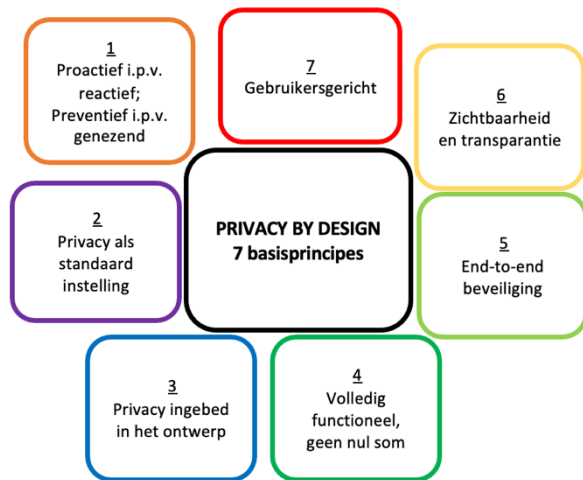 1
Proactief i.p.v.
reactief;
Preventief i.p.v.
genezend
7
Gebruikersgericht
6
Zichtbaarheid
en transparantie
PRIVACY BY DESIGN
7 basisprincipes
2
Privacy als
standaard
instelling
5
End-to-end
beveiliging
3
Privacy ingebed
in het ontwerp
4
Volledig
functioneel,
geen nul som